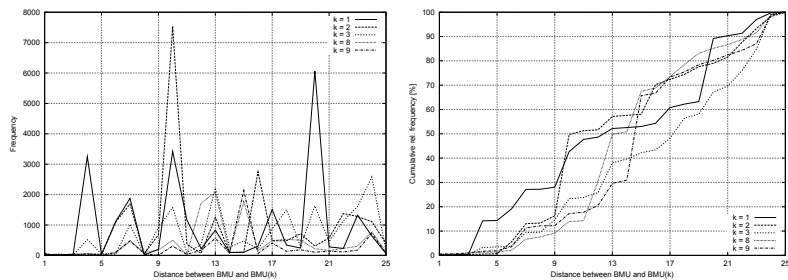 8000
7000
6000
5000
4000
3000
2000
1000
0
Frequency
k = 1
k = 2
k = 3
k = 8
k = 9
1 5 9 13 17 21 25
Distance between BMU and BMU(k)
100
90
80
70
60
50
40
30
20
10
0
Cumulative rel. frequency [%]
k = 1
k = 2
k = 3
k = 8
k = 9
1 5 9 13 17 21 25
Distance between BMU and BMU(k)